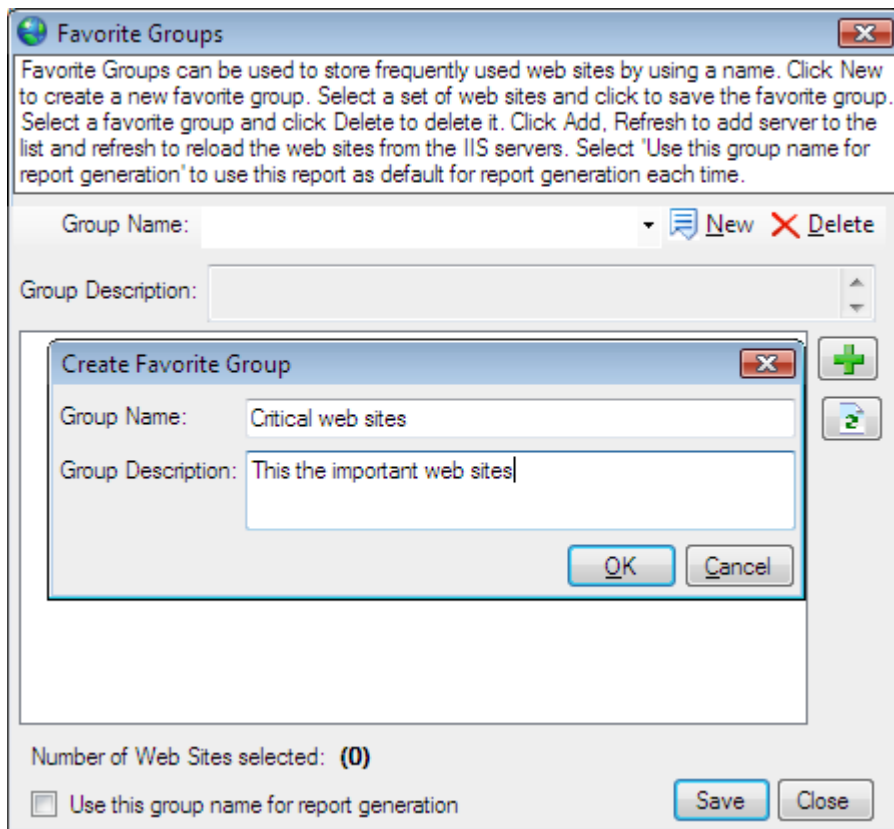 Favorite Groups
Favorite Groups can be used to store frequently used web sites by using a name. Click New
to create a new favorite group. Select a set of web sites and click to save the favorite group.
Select a favorite group and click Delete to delete it. Click Add, Refresh to add server to the
list and refresh to reload the web sites from the IIS servers. Select 'Use this group name for
report generation' to use this report as default for report generation each time.
Group Name: New Delete
Group Description:
Create Favorite Group
Group Name: Critical web sites
Group Description: This the important web sites
OK Cancel
Number of Web Sites selected: (0)
Use this group name for report generation Save Close